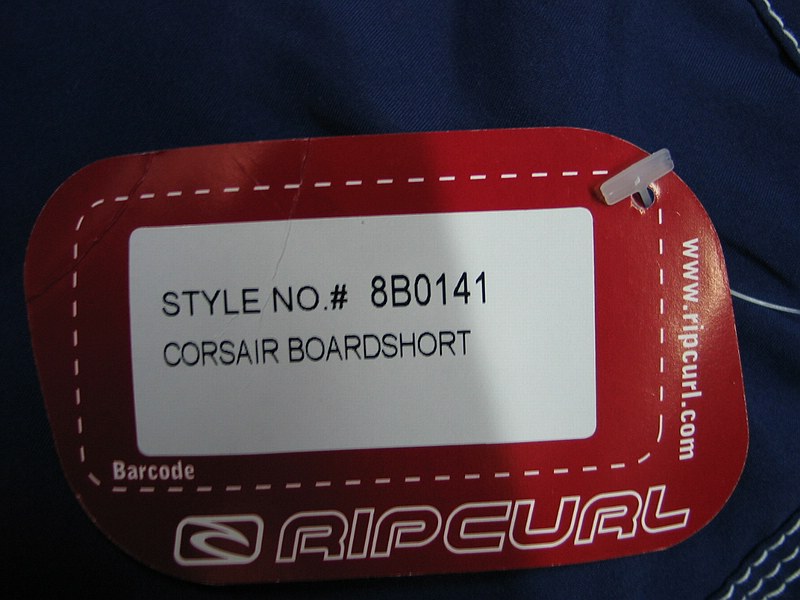 STYLE NO.# 8B0141
CORSAIR BOARDSHORT
www.ripcurl.com
Barcode
RIPCURL